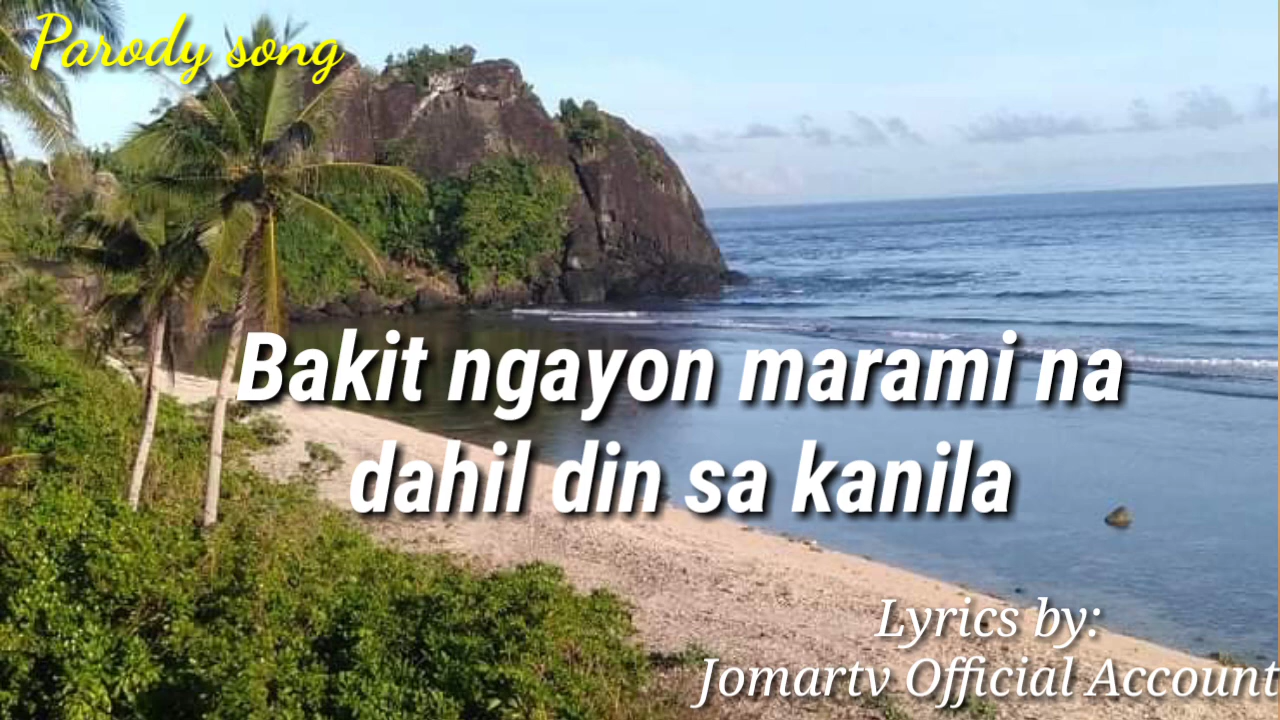 Parody song
Bakit ngayon marami na
dahil din sa kanila
Lyrics by:
Jomartv Official Account